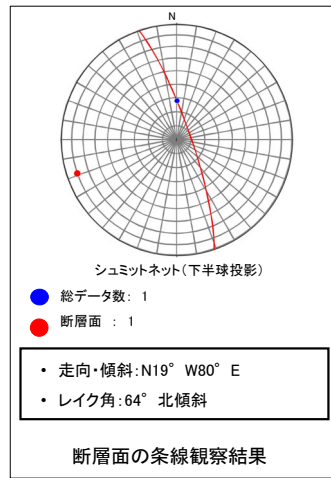 N
シュミットネット(下半球投影)
総データ数: 1
断層面 : 1
• 走向・傾斜:N19° W80° E
• レイク角:64° 北傾斜
断層面の条線観察結果